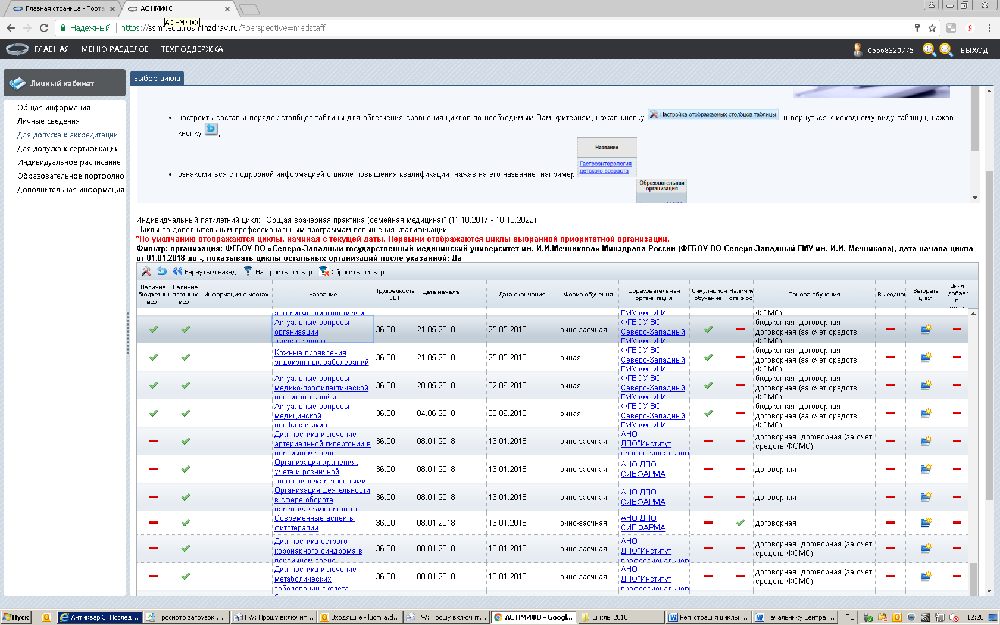 Главная страница - Порта
АС НМИФО
АС НМИФО
Надежный
https://ssmf.edu.rosminzdrav.ru/?perspective=medstaff
ГЛАВНАЯ МЕНЮ РАЗДЕЛОВ ТЕХПОДДЕРЖКА
05568320775
ВЫХОД
Личный кабинет
Общая информация
Личные сведения
Для допуска к аккредитации
Для допуска к сертификации
Индивидуальное расписание
Образовательное портфолио
Дополнительная информация
Выбор цикла
• настроить состав и порядок столбцов таблицы для облегчения сравнения циклов по необходимым Вам критериям, нажав кнопку Настройка отображаемых столбцов таблицы, и вернуться к исходному виду таблицы, нажав
кнопку ;
Название
Гастроэнтерология
детского возраста
• ознакомиться с подробной информацией о цикле повышения квалификации, нажав на его название, например ;
Образовательная
организация
Индивидуальный пятилетний цикл: "Общая врачебная практика (семейная медицина)" (11.10.2017 - 10.10.2022)
Циклы по дополнительным профессиональным программам повышения квалификации
*По умолчанию отображаются циклы, начиная с текущей даты. Первыми отображаются циклы выбранной приоритетной организации.
Фильтр: организация: ФГБОУ ВО «Северо-Западный государственный медицинский университет им. И.И.Мечникова» Минздрава России (ФГБОУ ВО Северо-Западный ГМУ им. И.И. Мечникова), дата начала цикла
от 01.01.2018 до -, показывать циклы остальных организаций после указанной: Да
Вернуться назад Настроить фильтр Сбросить фильтр
Наличие
бюджетны
мест
Наличие
платных
мест
Информация о местах
Название
Трудоёмкость
ЗЕТ
Дата начала
Дата окончания
Форма обучения
Образовательная
организация
Симуляцион
обучение
Наличие
стажиро
Основа обучения
Выездной
Выбрать
цикл
Цикл
добавл
в
план
алгоритмы диагностики и
ГМУ им. И.И.
ФОМС)
Актуальные вопросы
организации
диспансерного
36.00 21.05.2018 25.05.2018 очно-заочная
ФГБОУ ВО
Северо-Западный
ГМУ им. И.И.
бюджетная, договорная,
договорная (за счет средств
ФОМС)
Кожные проявления
эндокринных заболеваний
36.00 21.05.2018 25.05.2018 очная
ФГБОУ ВО
Северо-Западный
ГМУ им. И.И.
бюджетная, договорная,
договорная (за счет средств
ФОМС)
Актуальные вопросы
медико-профилактической
воспитательной и
36.00 28.05.2018 02.06.2018 очная
ФГБОУ ВО
Северо-Западный
ГМУ им. И.И.
бюджетная, договорная,
договорная (за счет средств
ФОМС)
Актуальные вопросы
медицинской
профилактики в
36.00 04.06.2018 08.06.2018 очная
ФГБОУ ВО
Северо-Западный
ГМУ им. И.И.
бюджетная, договорная,
договорная (за счет средств
ФОМС)
Диагностика и лечение
артериальной гипертонии в
первичном звене
36.00 08.01.2018 13.01.2018 очно-заочная
АНО
ДПО"Институт
профессионального
договорная, договорная (за счет
средств ФОМС)
Организация хранения,
учета и розничной
торговли лекарственными
36.00 08.01.2018 13.01.2018 очно-заочная
АНО ДПО
СИБФАРМА
договорная
Организация деятельности
в сфере оборота
наркотических средств
36.00 08.01.2018 13.01.2018 очно-заочная
АНО ДПО
СИБФАРМА
договорная
Современные аспекты
фитотерапии
36.00 08.01.2018 13.01.2018 очно-заочная
АНО ДПО
СИБФАРМА
договорная
Диагностика острого
коронарного синдрома в
первичном звене
36.00 08.01.2018 13.01.2018 очно-заочная
АНО
ДПО"Институт
профессионального
договорная, договорная (за счет
средств ФОМС)
Диагностика и лечение
метаболических
заболеваний скелета
36.00 08.01.2018 13.01.2018 очно-заочная
АНО
ДПО"Институт
профессионального
договорная, договорная (за счет
средств ФОМС)
Современные аспекты
Пуск
Антиквар 3. Послед...
Просмотр загрузок ...
FW: Прошу включит...
Входящие - ludmila.d...
FW: Прошу включит...
АС НМИФО - Googl...
циклы 2018
Регистрация циклы ...
Начальнику центра ...
RU
12:20